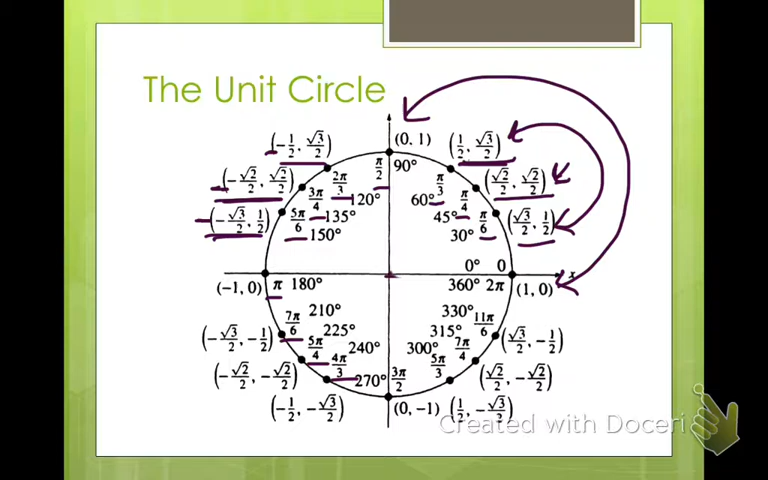 The Unit Circle
(0, 1)
(-1/2, √3/2)
(1/2, √3/2)
π/2 90°
(-√2/2, √2/2)
2π/3 120°
π/3 60°
(√2/2, √2/2)
3π/4 135°
π/4 45°
(-√3/2, 1/2)
5π/6 150°
π/6 30°
(√3/2, 1/2)
0° 0
x
(-1, 0) π 180°
360° 2π (1, 0)
7π/6 210°
330° 11π/6
(-√3/2, -1/2)
(√3/2, -1/2)
5π/4 225°
315° 7π/4
4π/3 240°
300° 5π/3
(-√2/2, -√2/2)
(√2/2, -√2/2)
270° 3π/2
(-1/2, -√3/2)
(0, -1)
(1/2, -√3/2)
Created with Doceri